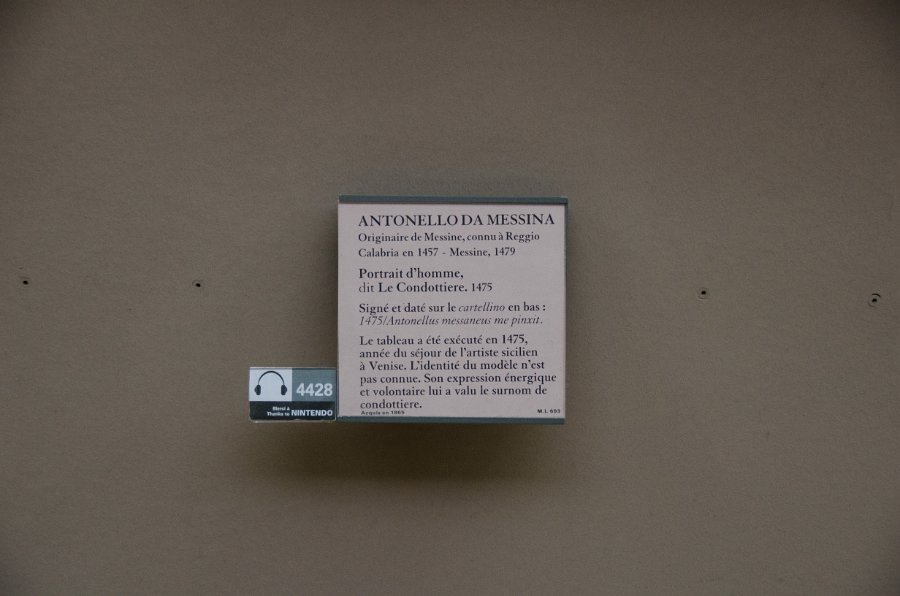 ANTONELLO DA MESSINA
Originaire de Messine, connu à Reggio
Calabria en 1457 - Messine, 1479
Portrait d'homme,
dit Le Condottiere. 1475
Signé et daté sur le cartellino en bas :
1475/Antonellus messaneus me pinxit.
Le tableau a été exécuté en 1475,
année du séjour de l'artiste sicilien
à Venise. L'identité du modèle n'est
pas connue. Son expression énergique
et volontaire lui a valu le surnom de
condottiere.
Acquis en 1865
M.I. 693
4428
Merci à
Thanks to NINTENDO